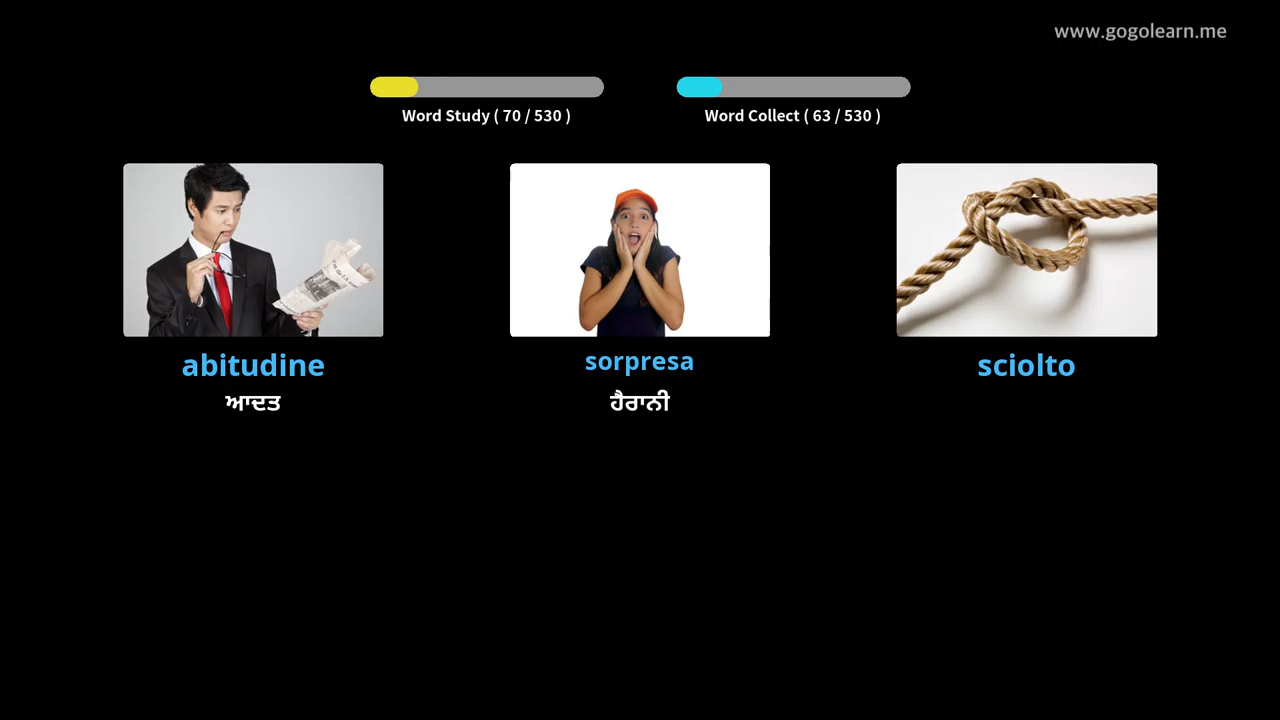 www.gogolearn.me
Word Study ( 70 / 530 )
Word Collect ( 63 / 530 )
abitudine
sorpresa
sciolto
ਆਦਤ
ਹੈਰਾਨੀ